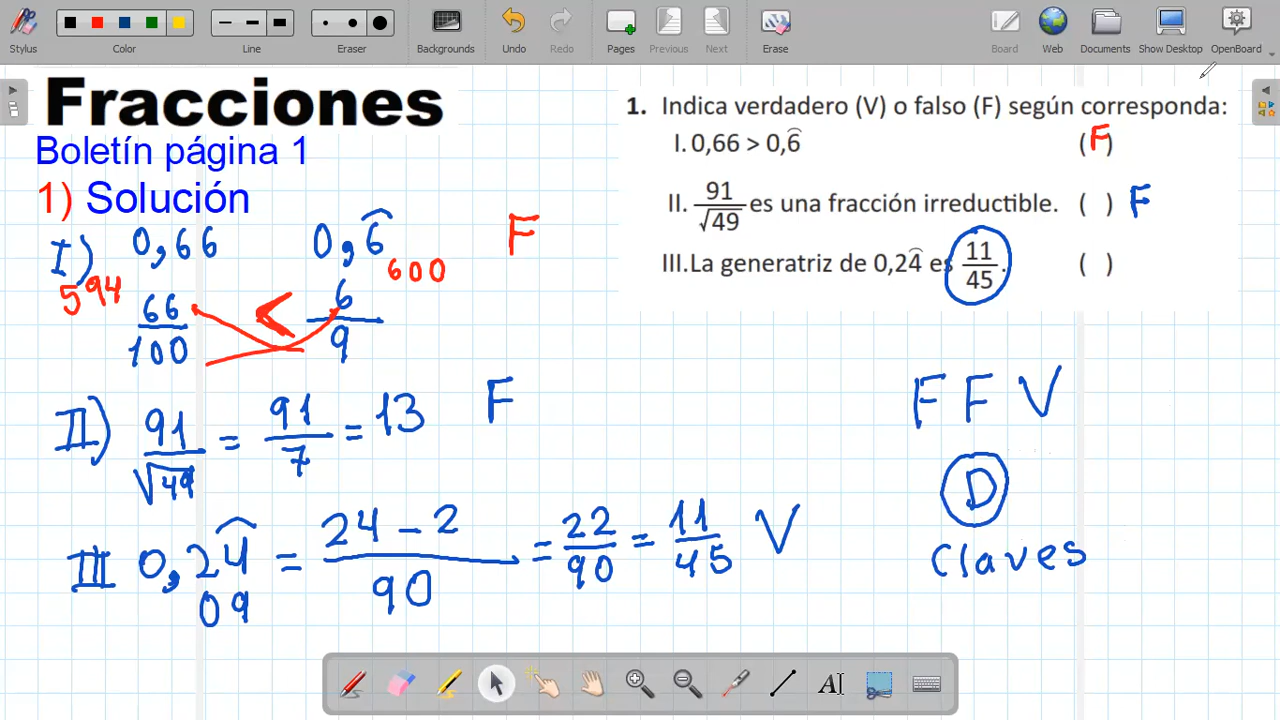 Stylus Color Line Eraser Backgrounds Undo Redo Pages Previous Next Erase Board Web Documents Show Desktop OpenBoard
Fracciones
Boletín página 1
1) Solución
I) 0,66 0,6͡ F
594 600
66/100 < 6/9
II) 91/√49 = 91/7 = 13 F
III 0,24͡ = 24 - 2/90 = 22/90 = 11/45 V
09
1. Indica verdadero (V) o falso (F) según corresponda:
I. 0,66 > 0,6͡ (F)
II. 91/√49 es una fracción irreductible. ( ) F
III.La generatriz de 0,24͡ es 11/45. ( )
F F V
D
Claves
AI